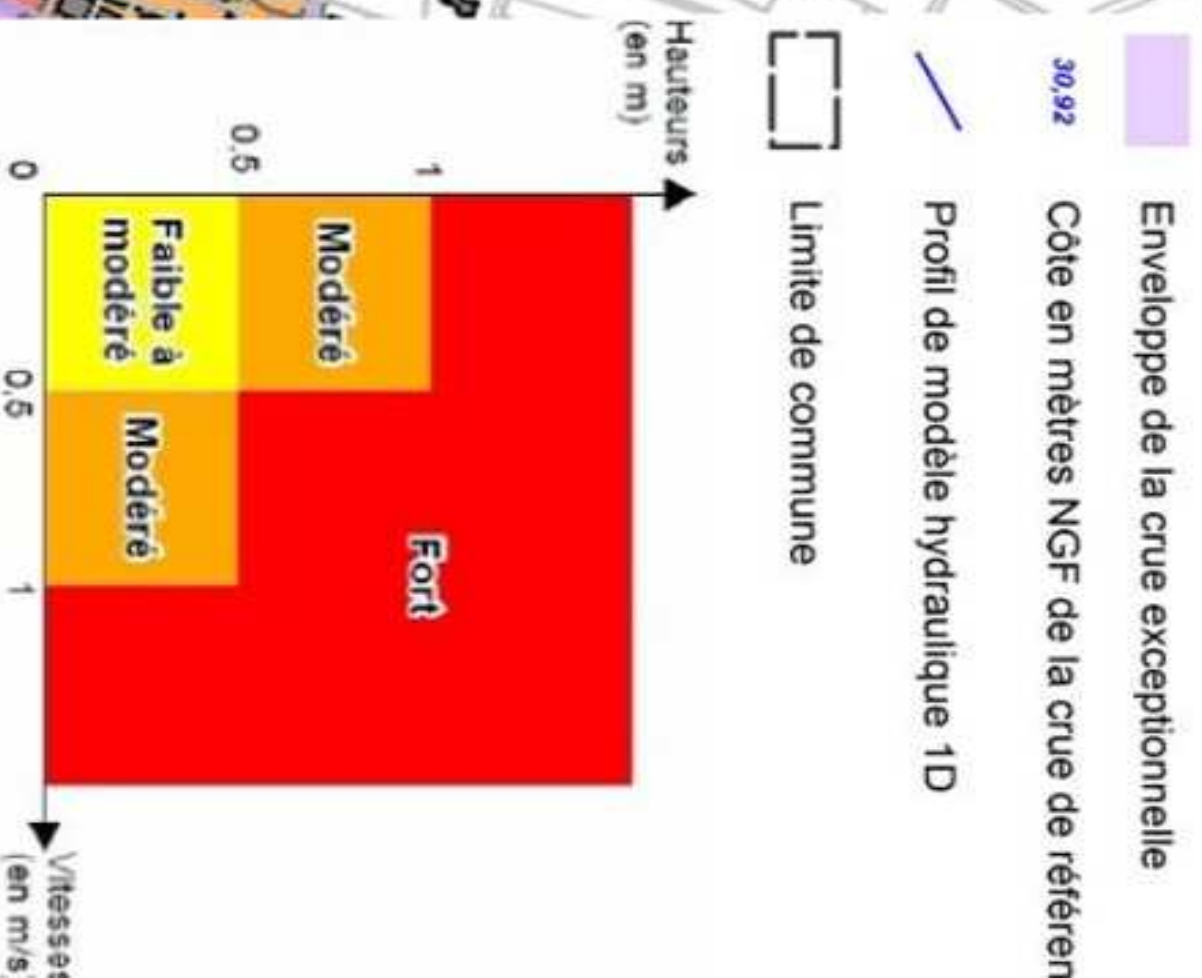 Enveloppe de la crue exceptionnelle
30,92
Côte en mètres NGF de la crue de référen
Profil de modèle hydraulique 1D
Limite de commune
Hauteurs
(en m)
1
0.5
0
Modéré
Fort
Faible à
modéré
Modéré
0,5
1
Vitesses
(en m/s